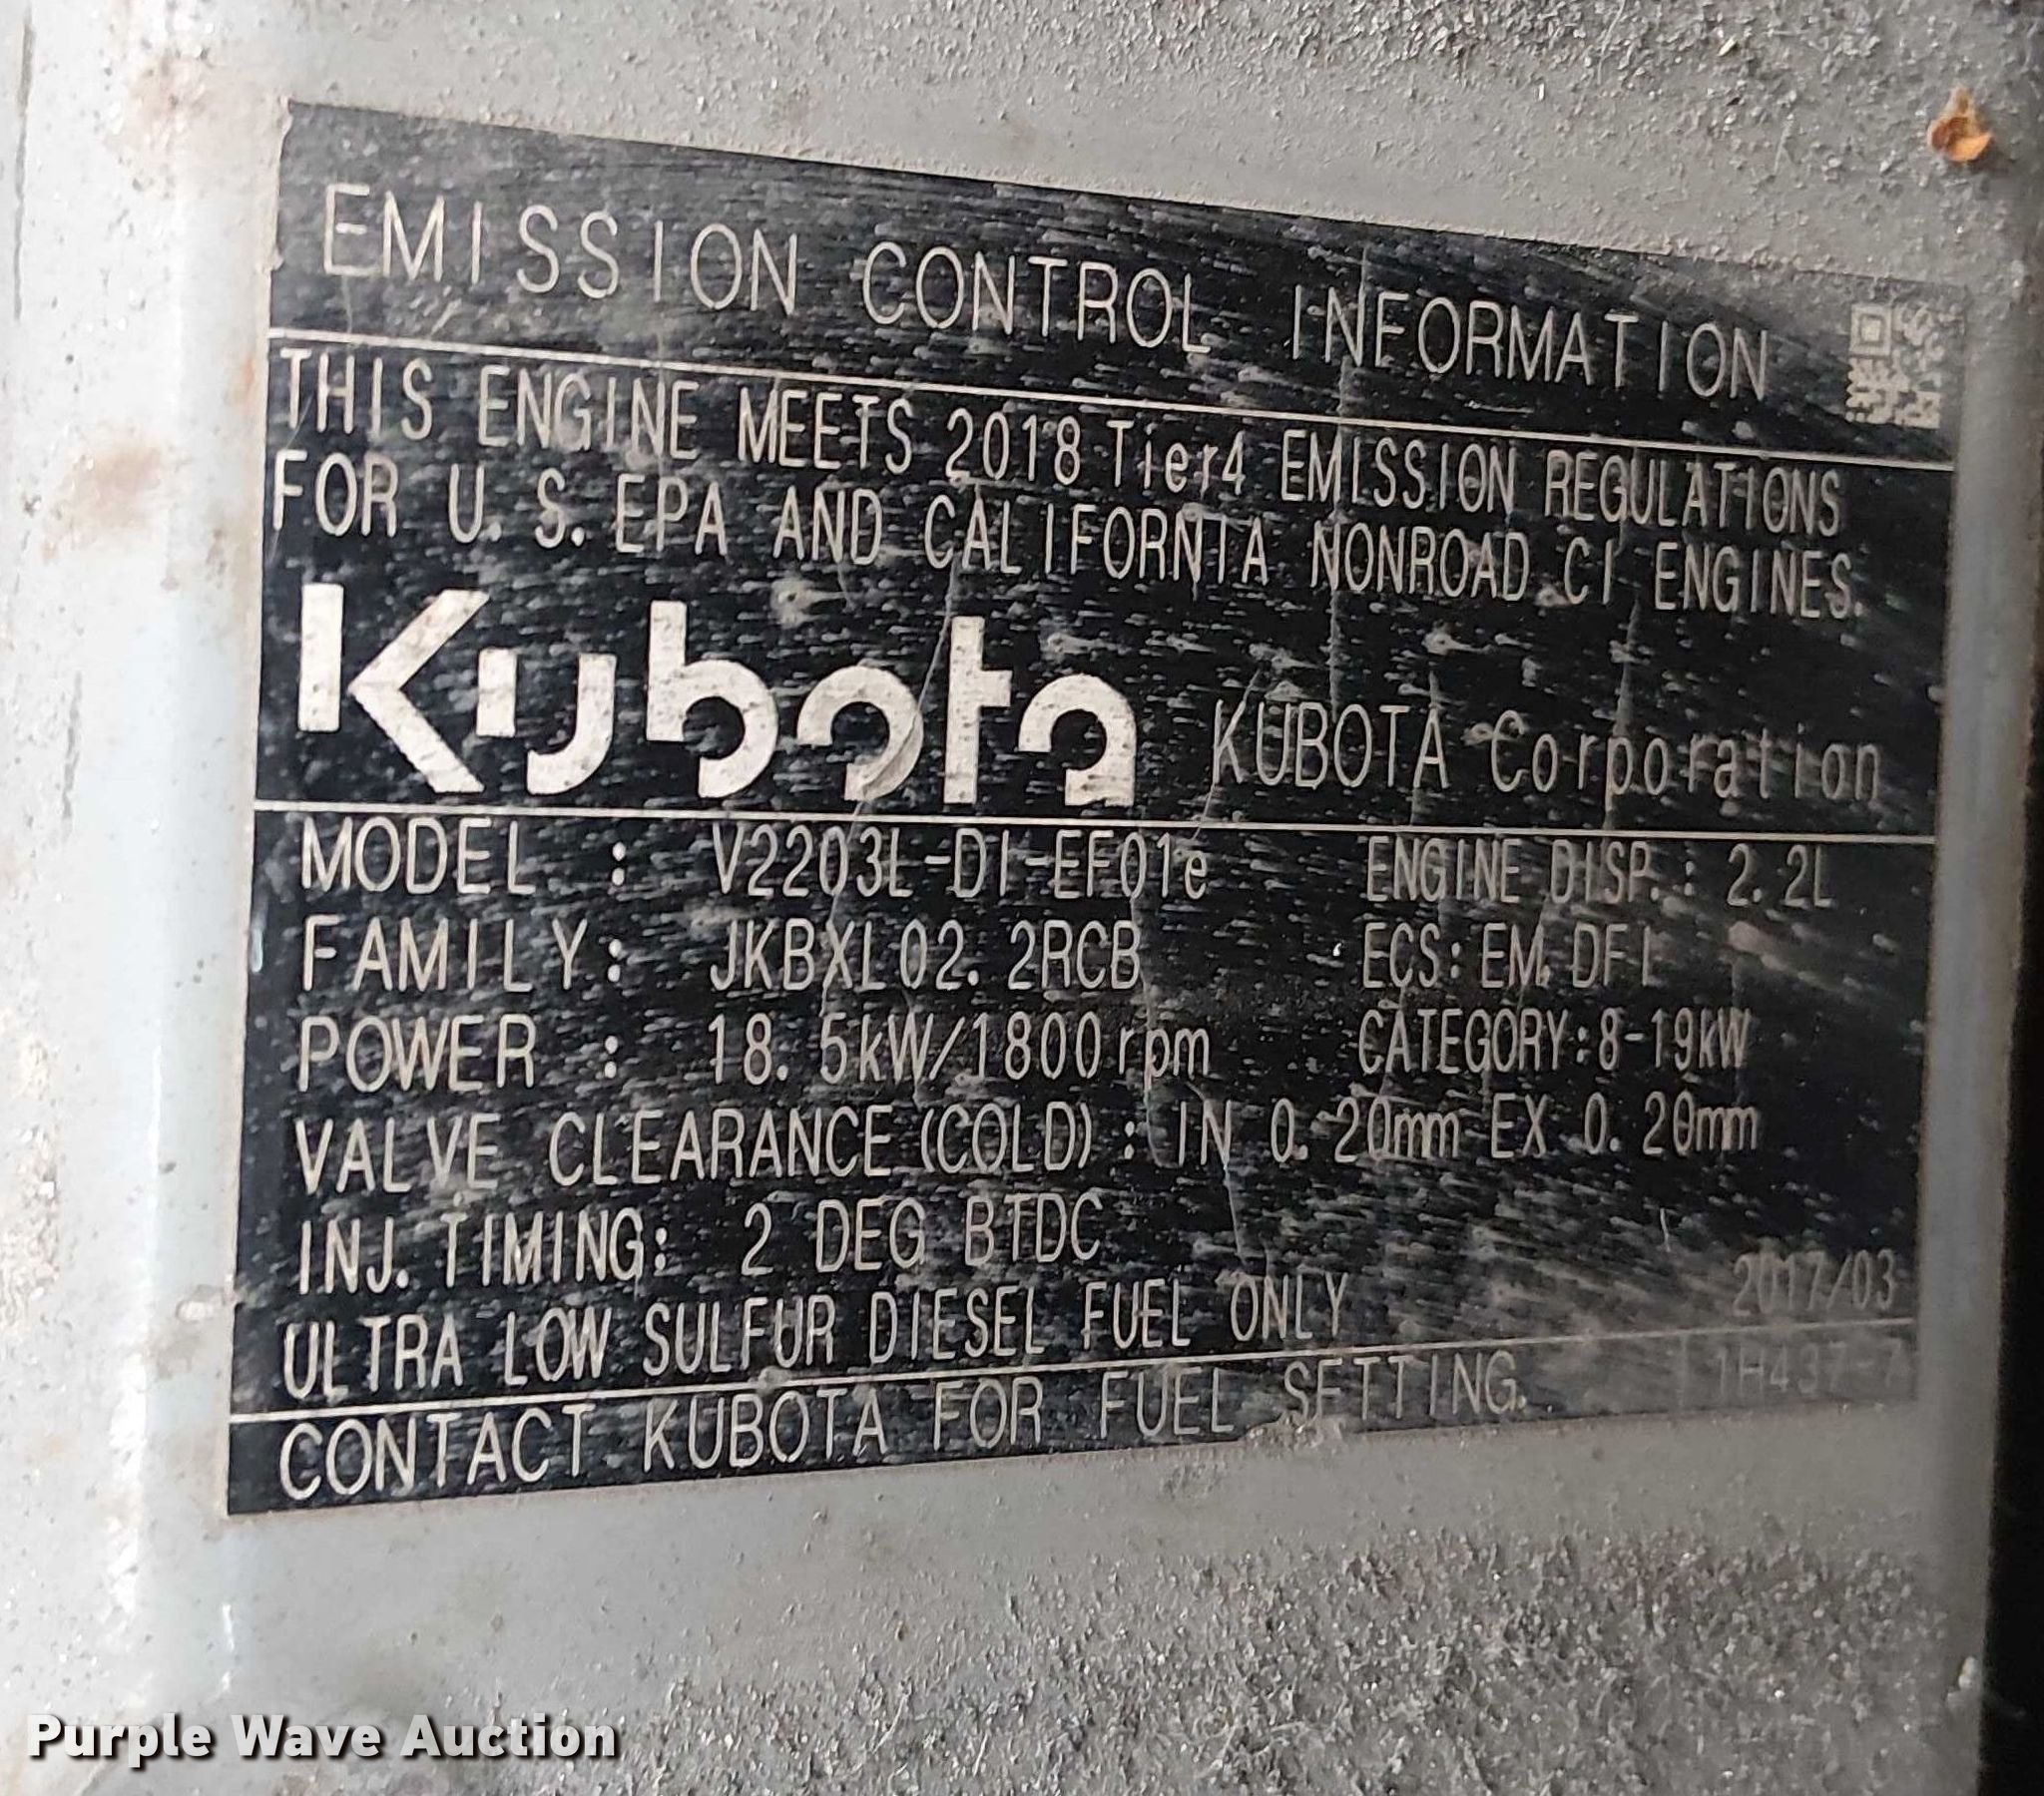 EMISSION CONTROL INFORMATION
THIS ENGINE MEETS 2018 Tier4 EMISSION REGULATIONS
FOR U.S.EPA AND CALIFORNIA NONROAD CI ENGINES.
Kubota KUBOTA Corporation
MODEL : V2203L-DI-EF01e ENGINE DISP.: 2.2L
FAMILY: JKBXL02.2RCB ECS: EM,DFL
POWER : 18.5kW/1800rpm CATEGORY:8-19kW
VALVE CLEARANCE(COLD): IN 0.20mm EX 0.20mm
INJ.TIMING: 2 DEG BTDC
2017/03
ULTRA LOW SULFUR DIESEL FUEL ONLY
CONTACT KUBOTA FOR FUEL SETTING. 1H437-7
Purple Wave Auction